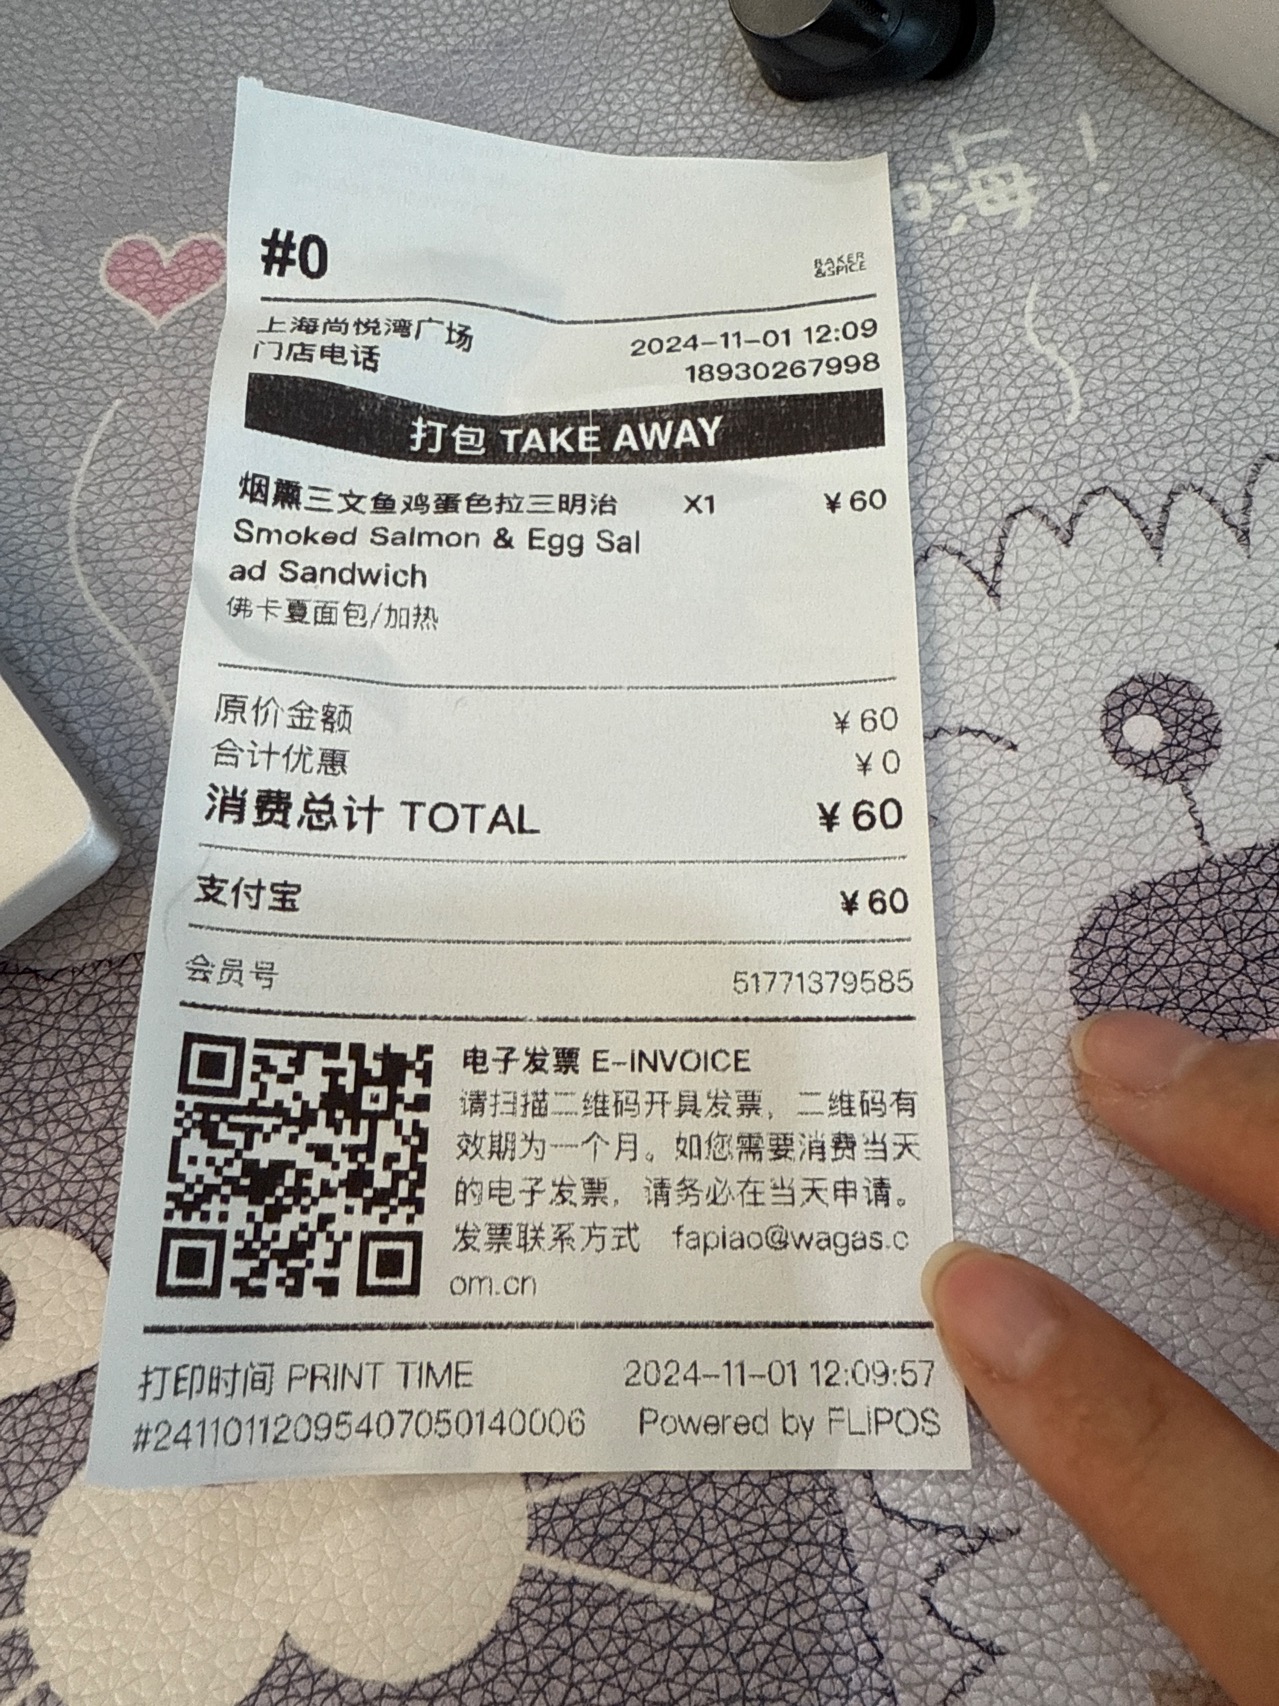 上海！
#0
BAKER
&SPICE
上海尚悦湾广场 2024-11-01 12:09
门店电话 18930267998
打包 TAKE AWAY
烟熏三文鱼鸡蛋色拉三明治 X1 ¥60
Smoked Salmon & Egg Sal
ad Sandwich
佛卡夏面包/加热
原价金额 ¥60
合计优惠 ¥0
消费总计 TOTAL ¥60
支付宝 ¥60
会员号 51771379585
电子发票 E-INVOICE
请扫描二维码开具发票，二维码有
效期为一个月。如您需要消费当天
的电子发票，请务必在当天申请。
发票联系方式 fapiao@wagas.c
om.cn
打印时间 PRINT TIME 2024-11-01 12:09:57
#24110112095407050140006 Powered by FLiPOS